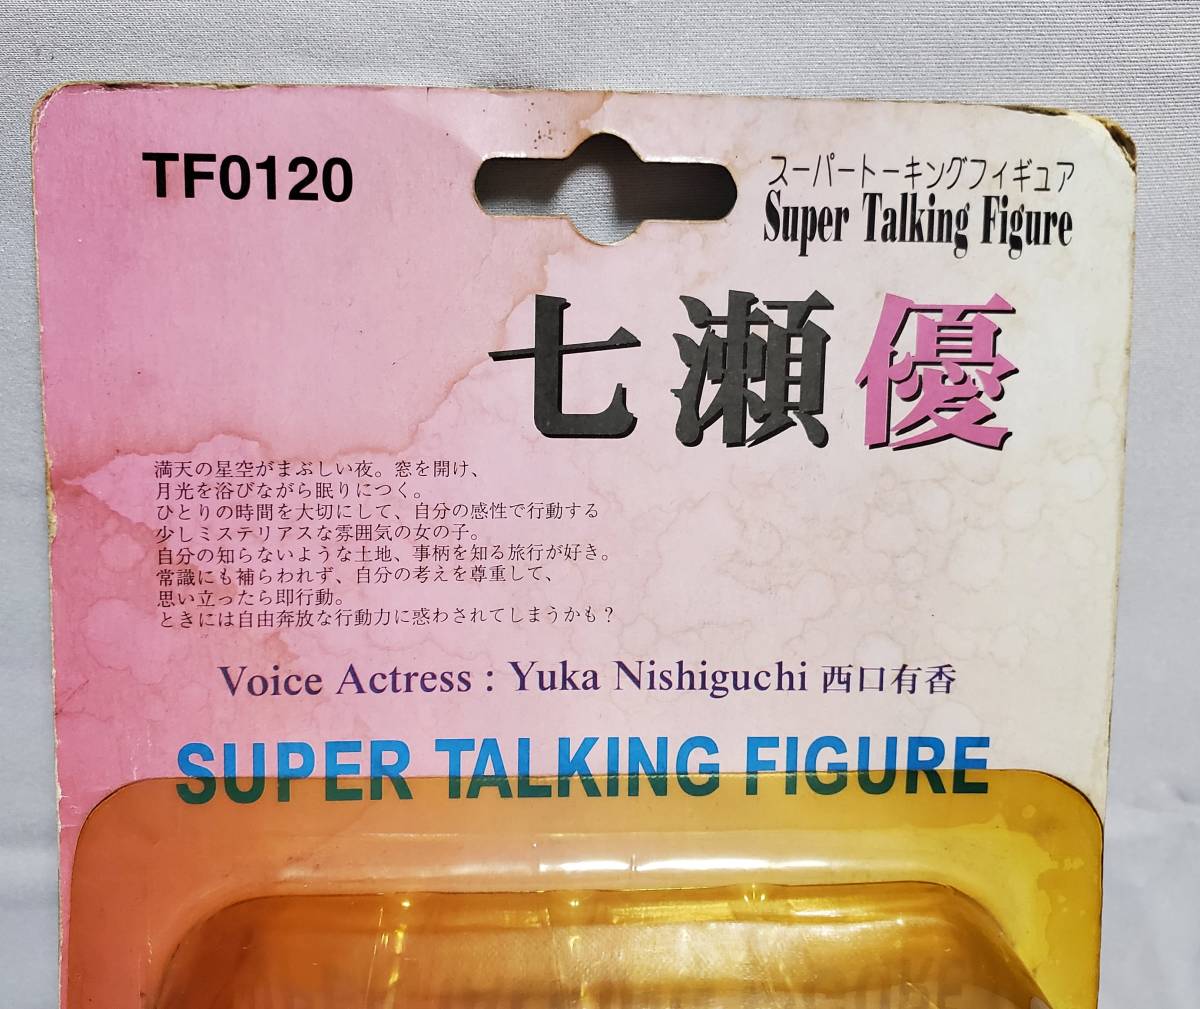 TF0120
スーパートーキングフィギュア
Super Talking Figure
七瀬優
満天の星空がまぶしい夜。窓を開け、
月光を浴びながら眠りにつく。
ひとりの時間を大切にして、自分の感性で行動する
少しミステリアスな雰囲気の女の子。
自分の知らないような土地、事柄を知る旅行が好き。
常識にも補らわれず、自分の考えを尊重して、
思い立ったら即行動。
ときには自由奔放な行動力に惑わされてしまうかも？
Voice Actress : Yuka Nishiguchi 西口有香
SUPER TALKING FIGURE